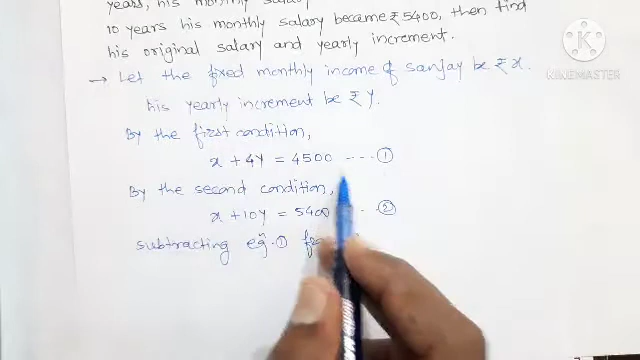 years, his monthly salary
10 years his monthly salary became ₹ 5400, then find
his original salary and yearly increment.
→ Let the fixed monthly income of sanjay be ₹ x.
his yearly increment be ₹ y.
By the first condition,
x + 4y = 4500 ---- ①
By the second condition,
x + 10y = 5400 ②
subtracting eqⁿ. ①
KINEMASTER